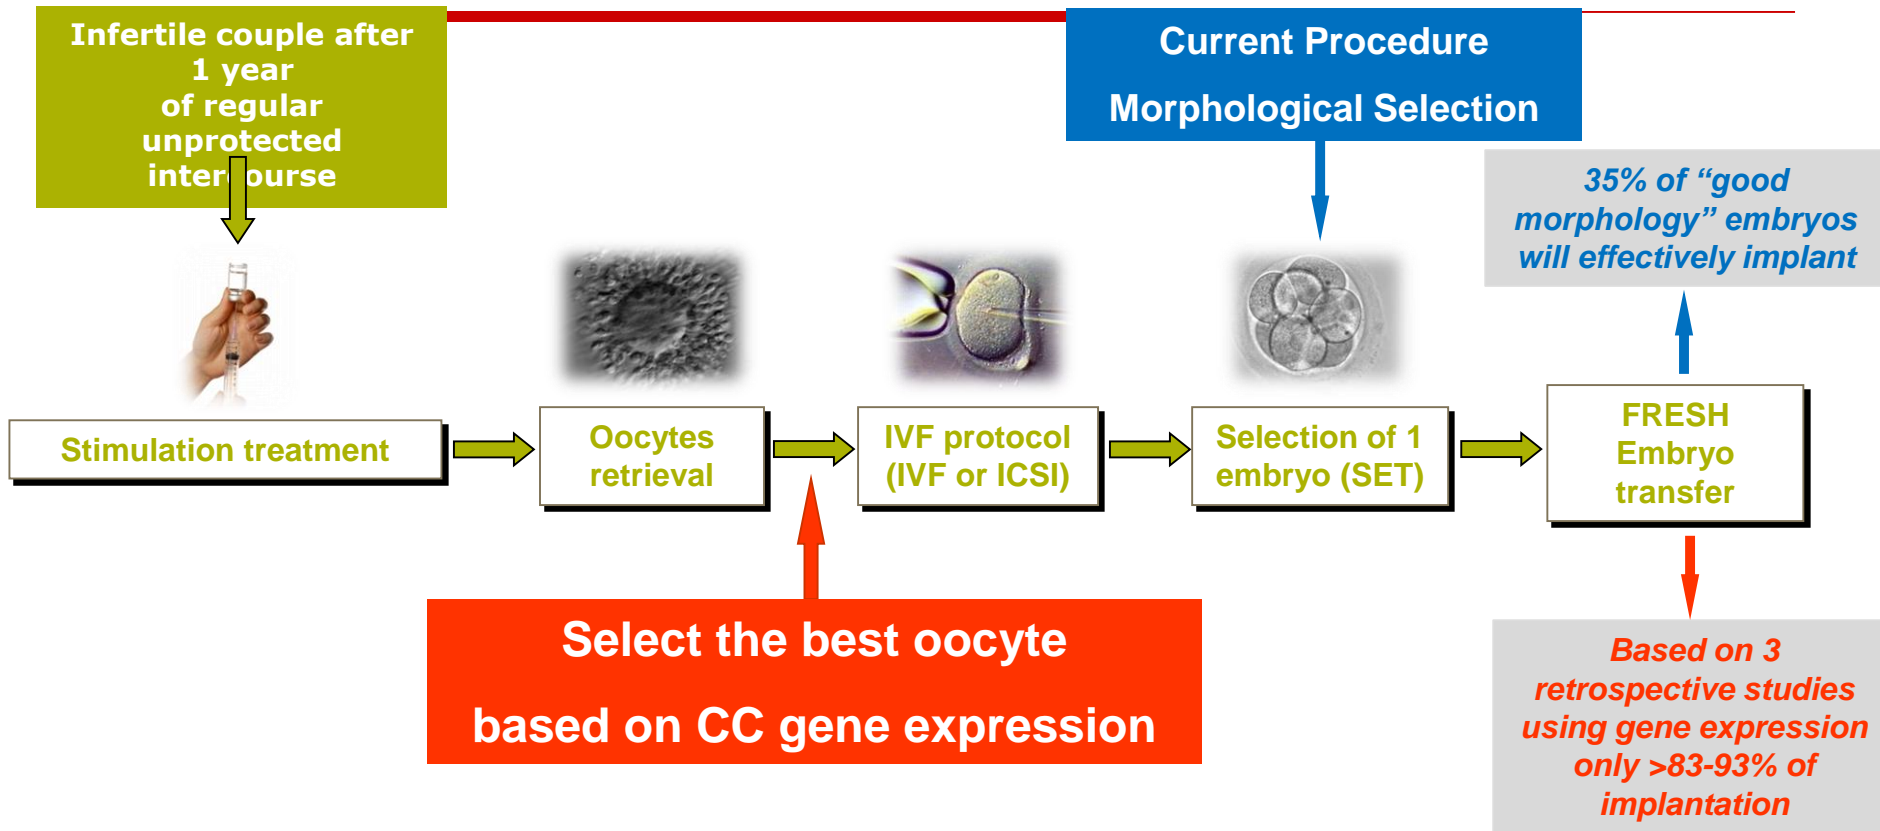 Infertile couple after
1 year
of regular
unprotected
intercourse
Current Procedure
Morphological Selection
35% of “good
morphology” embryos
will effectively implant
Stimulation treatment
Oocytes
retrieval
IVF protocol
(IVF or ICSI)
Selection of 1
embryo (SET)
FRESH
Embryo
transfer
Select the best oocyte
based on CC gene expression
Based on 3
retrospective studies
using gene expression
only >83-93% of
implantation